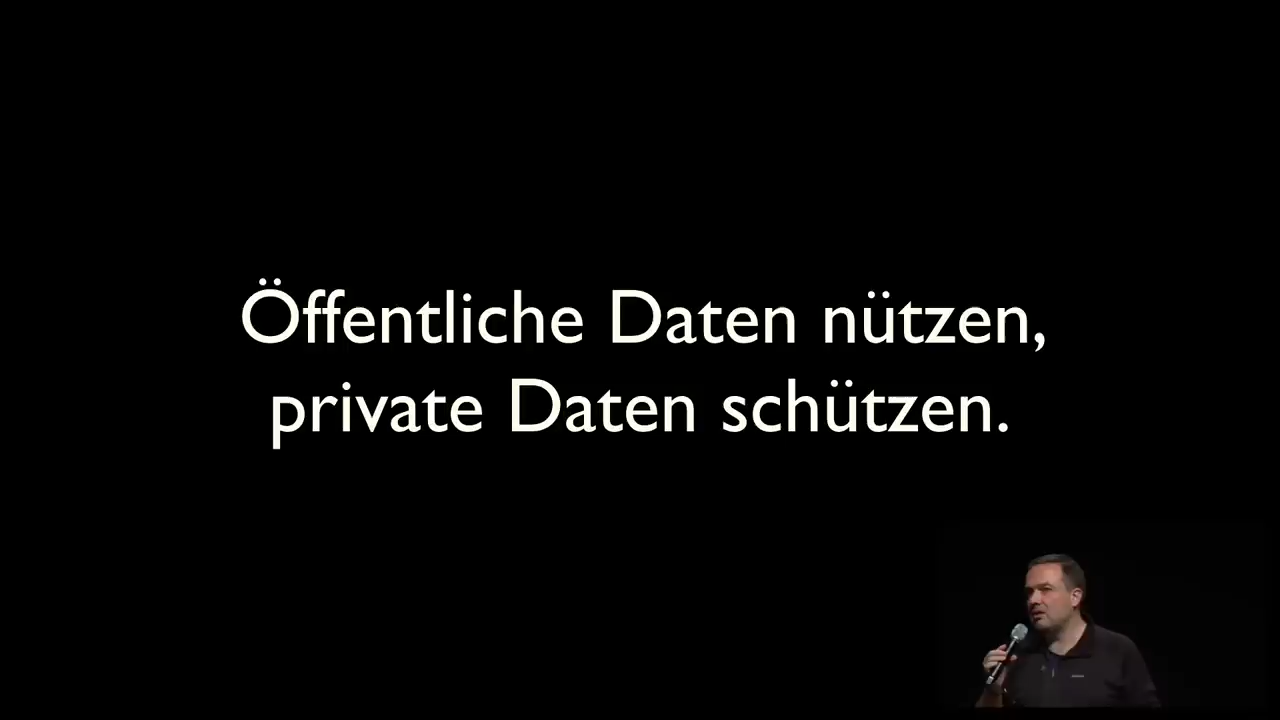 Öffentliche Daten nützen,
private Daten schützen.